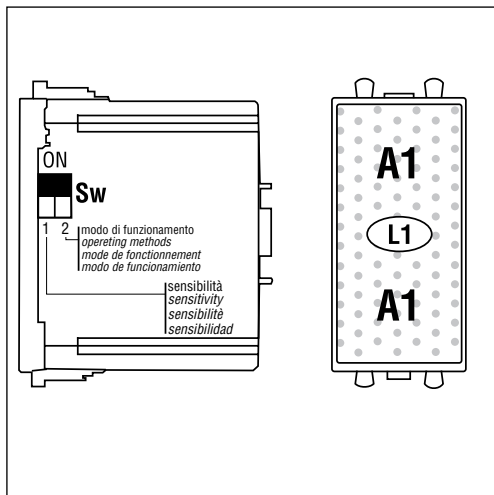 ON
Sw
1 2
modo di funzionamento
opereting methods
mode de fonctionnement
modo de funcionamiento
sensibilità
sensitivity
sensibilitè
sensibilidad
A1
L1
A1